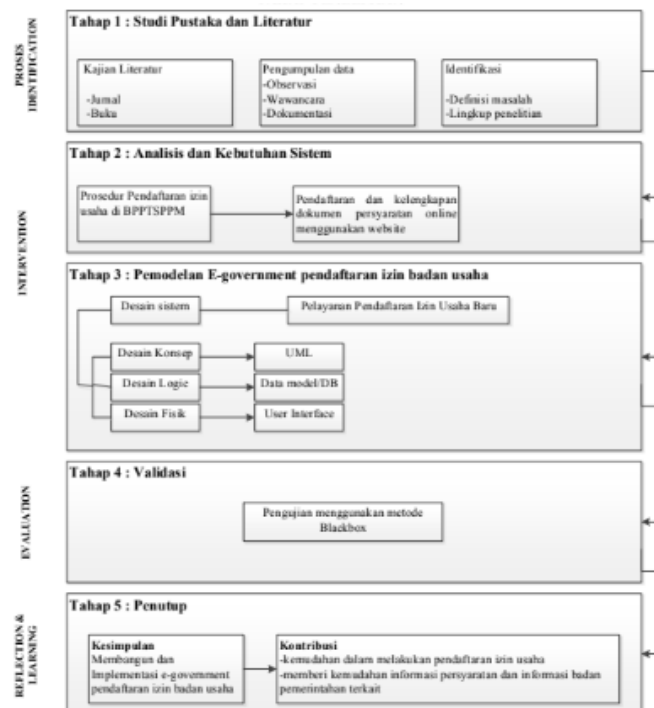 PROSES
IDENTIFICATION
Tahap 1 : Studi Pustaka dan Literatur
Kajian Literatur
-Jurnal
-Buku
Pengumpulan data
-Observasi
-Wawancara
-Dokumentasi
Identifikasi
-Definisi masalah
-Lingkup penelitian
INTERVENTION
Tahap 2 : Analisis dan Kebutuhan Sistem
Prosedur Pendaftaran izin
usaha di BPPTSPPM
Pendaftaran dan kelengkapan
dokumen persyaratan online
menggunakan website
Tahap 3 : Pemodelan E-government pendaftaran izin badan usaha
Desain sistem
Pelayanan Pendaftaran Izin Usaha Baru
Desain Konsep
UML
Desain Logic
Data model/DB
Desain Fisik
User Interface
EVALUATION
Tahap 4 : Validasi
Pengujian menggunakan metode
Blackbox
REFLECTION &
LEARNING
Tahap 5 : Penutup
Kesimpulan
Membangun dan
Implementasi e-government
pendaftaran izin badan usaha
Kontribusi
-kemudahan dalam melakukan pendaftaran izin usaha
-memberi kemudahan informasi persyaratan dan informasi badan
pemerintahan terkait